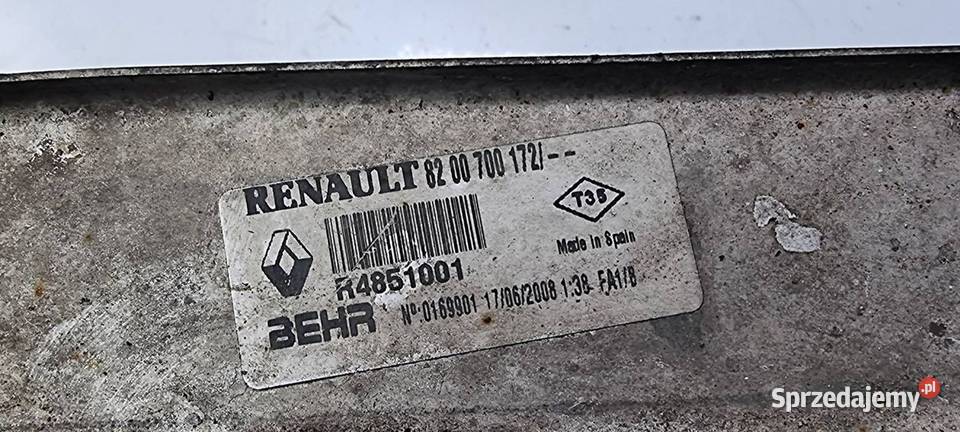 RENAULT 82 00 700 172/--
T35
Made in Spain
R4851001
BEHR Nº:0169901 17/06/2008 1:38 FA1/B
Sprzedajemy.pl